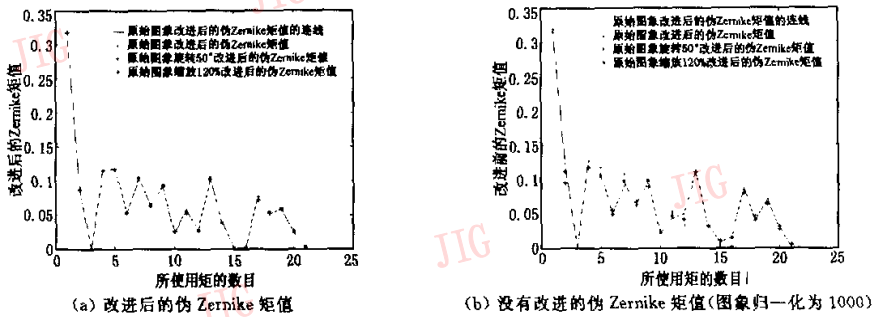 0.35
0.3
0.25
0.2
0.15
0.1
0.05
0
0
5
10
15
20
25
改进后的Zernike矩值
原始图象改进后的伪Zernike矩值的连线
原始图象改进后的伪Zernike矩值
原始图象旋转50°改进后的伪Zernike矩值
原始图象缩放120%改进后的伪Zernike矩值
所使用矩的数目
(a) 改进后的伪 Zernike 矩值
0.35
0.3
0.25
0.2
0.15
0.1
0.05
0
0
5
10
15
20
25
改进前的Zernike矩值
原始图象改进后的伪Zernike矩值的连线
原始图象改进后的伪Zernike矩值
原始图象旋转50°改进后的伪Zernike矩值
原始图象缩放120%改进后的伪Zernike矩值
所使用矩的数目
(b) 没有改进的伪 Zernike 矩值(图象归一化为 1000)
JIG
JIG
JIG
JIG